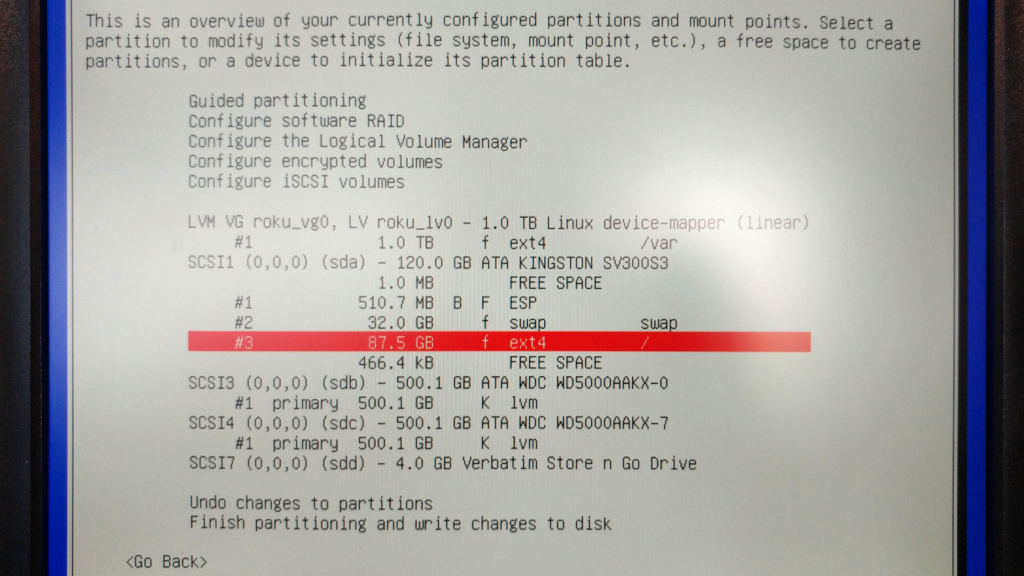 This is an overview of your currently configured partitions and mount points. Select a
partition to modify its settings (file system, mount point, etc.), a free space to create
partitions, or a device to initialize its partition table.
Guided partitioning
Configure software RAID
Configure the Logical Volume Manager
Configure encrypted volumes
Configure iSCSI volumes
LVM VG roku_vg0, LV roku_lv0 - 1.0 TB Linux device-mapper (linear)
#1 1.0 TB f ext4 /var
SCSI1 (0,0,0) (sda) - 120.0 GB ATA KINGSTON SV300S3
1.0 MB FREE SPACE
#1 510.7 MB B F ESP
#2 32.0 GB f swap swap
#3 87.5 GB f ext4 /
466.4 kB FREE SPACE
SCSI3 (0,0,0) (sdb) - 500.1 GB ATA WDC WD5000AAKX-0
#1 primary 500.1 GB K lvm
SCSI4 (0,0,0) (sdc) - 500.1 GB ATA WDC WD5000AAKX-7
#1 primary 500.1 GB K lvm
SCSI7 (0,0,0) (sdd) - 4.0 GB Verbatim Store n Go Drive
Undo changes to partitions
Finish partitioning and write changes to disk
<Go Back>